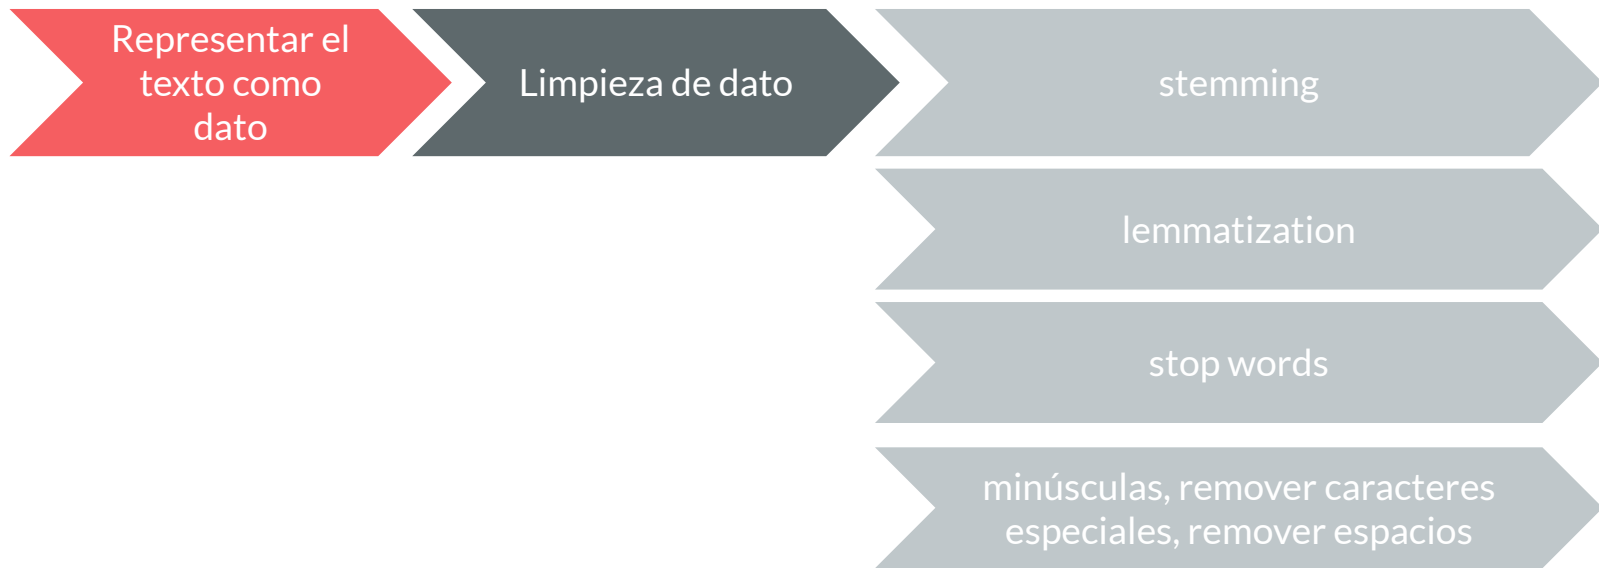 Representar el
texto como
dato
Limpieza de dato
stemming
lemmatization
stop words
minúsculas, remover caracteres
especiales, remover espacios